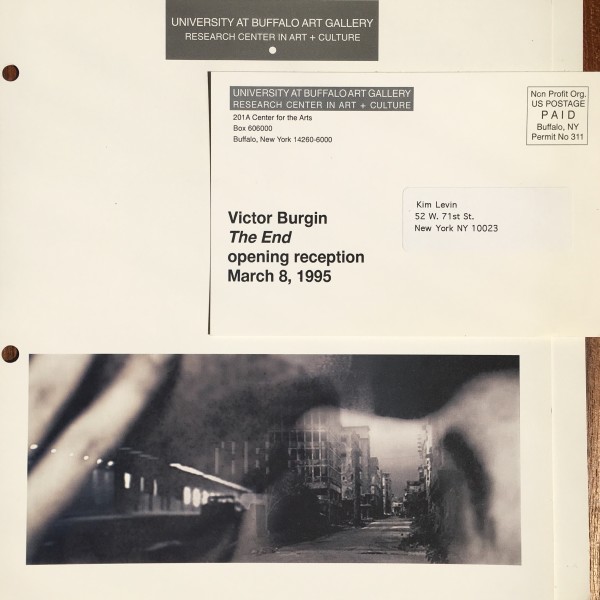 UNIVERSITY AT BUFFALO ART GALLERY
RESEARCH CENTER IN ART + CULTURE
UNIVERSITY AT BUFFALO ART GALLERY
RESEARCH CENTER IN ART + CULTURE
201A Center for the Arts
Box 606000
Buffalo, New York 14260-6000
Non Profit Org.
US POSTAGE
PAID
Buffalo, NY
Permit No 311
Kim Levin
52 W. 71st St.
New York NY 10023
Victor Burgin
The End
opening reception
March 8, 1995